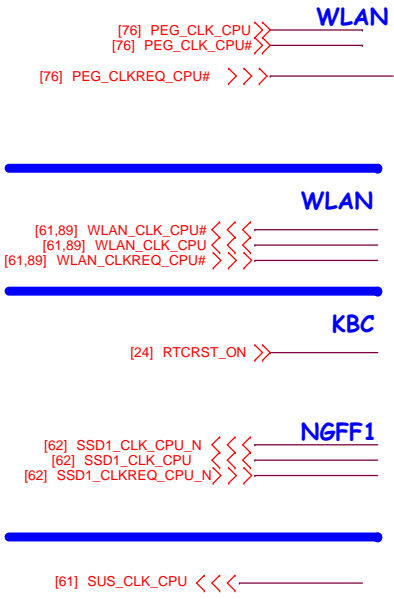 WLAN
[76] PEG_CLK_CPU
[76] PEG_CLK_CPU#
[76] PEG_CLKREQ_CPU#
WLAN
[61,89] WLAN_CLK_CPU#
[61,89] WLAN_CLK_CPU
[61,89] WLAN_CLKREQ_CPU#
KBC
[24] RTCRST_ON
NGFF1
[62] SSD1_CLK_CPU_N
[62] SSD1_CLK_CPU
[62] SSD1_CLKREQ_CPU_N
[61] SUS_CLK_CPU